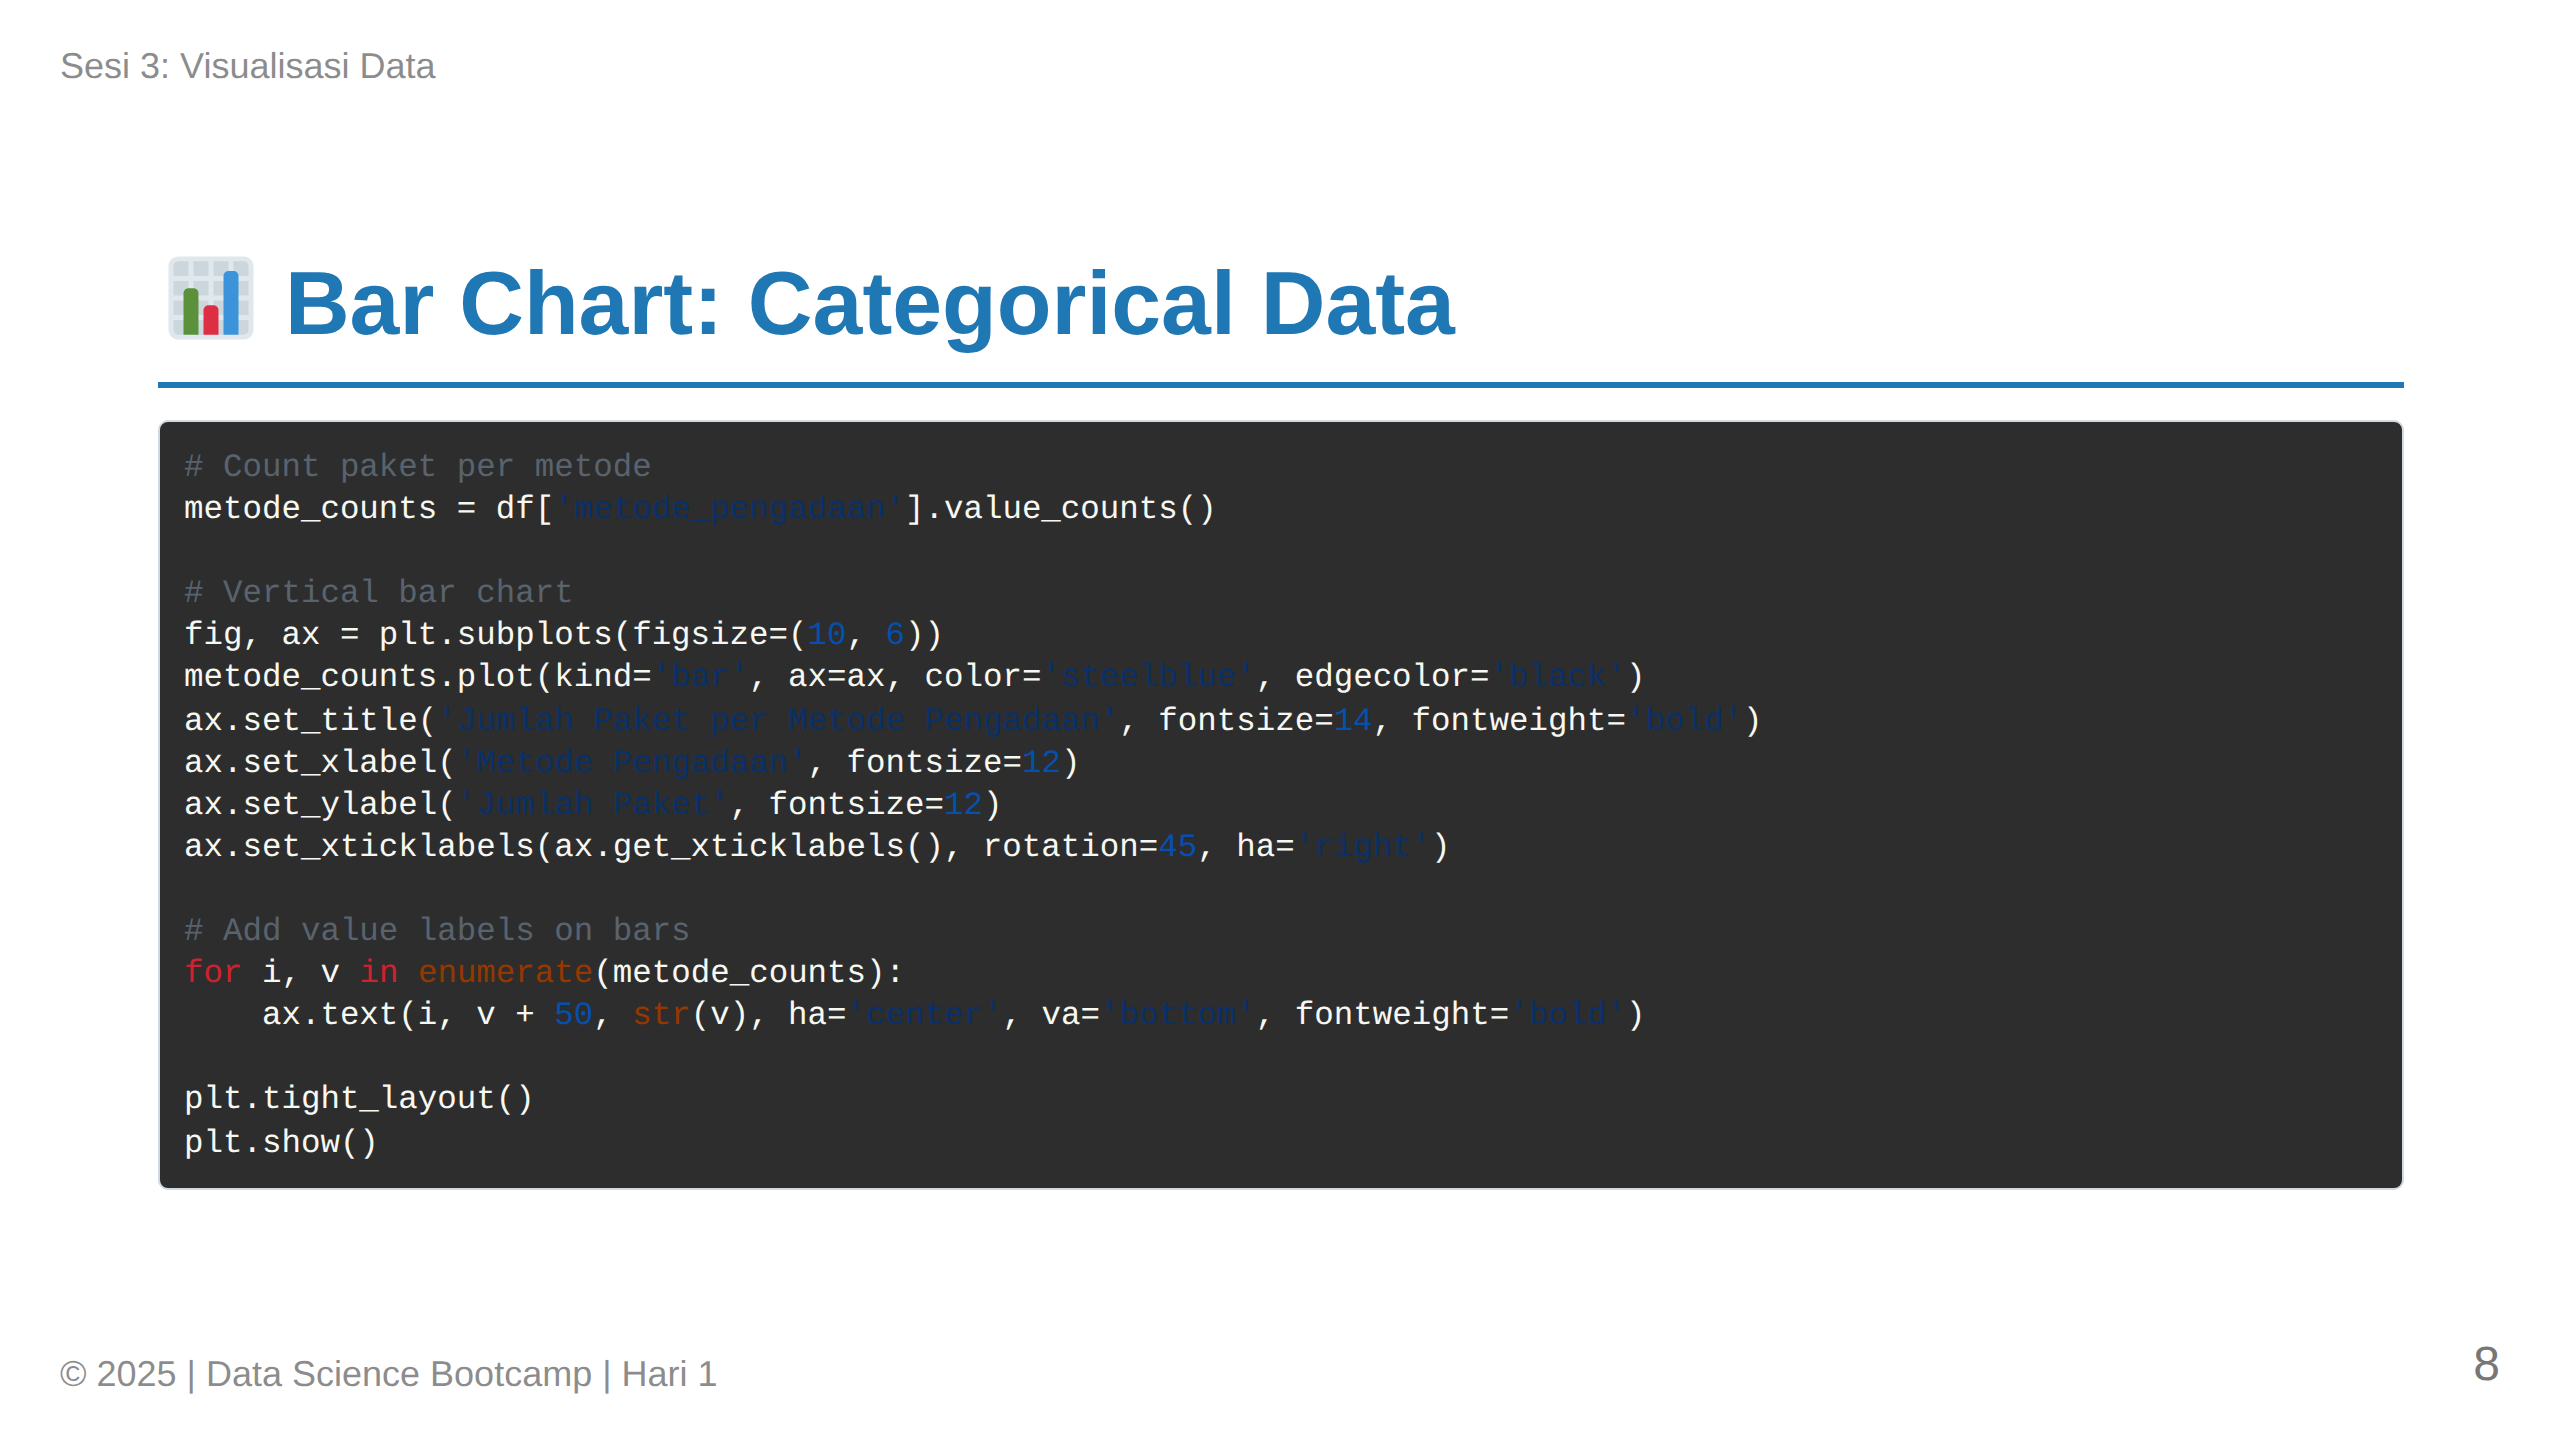 Sesi 3: Visualisasi Data
Bar Chart: Categorical Data
# Count paket per metode
metode_counts = df['metode_pengadaan'].value_counts()
# Vertical bar chart
fig, ax = plt.subplots(figsize=(10, 6))
metode_counts.plot(kind='bar', ax=ax, color='steelblue', edgecolor='black')
ax.set_title('Jumlah Paket per Metode Pengadaan', fontsize=14, fontweight='bold')
ax.set_xlabel('Metode Pengadaan', fontsize=12)
ax.set_ylabel('Jumlah Paket', fontsize=12)
ax.set_xticklabels(ax.get_xticklabels(), rotation=45, ha='right')
# Add value labels on bars
for i, v in enumerate(metode_counts):
    ax.text(i, v + 50, str(v), ha='center', va='bottom', fontweight='bold')
plt.tight_layout()
plt.show()
© 2025 | Data Science Bootcamp | Hari 1
8